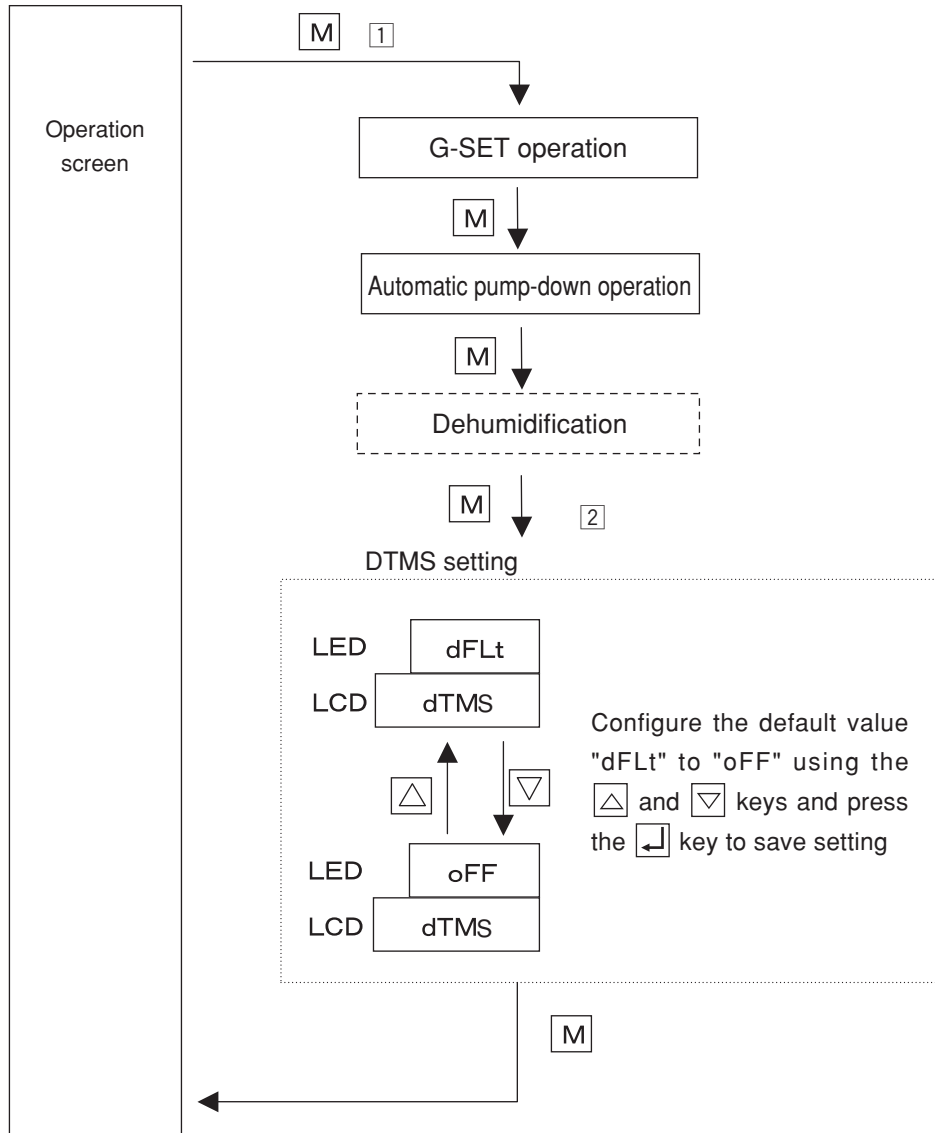 M 1
Operation
screen
G-SET operation
M
Automatic pump-down operation
M
Dehumidification
M 2
DTMS setting
LED dFLt
LCD dTMS
△ ▽
LED oFF
LCD dTMS
Configure the default value
"dFLt" to "oFF" using the
△ and ▽ keys and press
the ↵ key to save setting
M